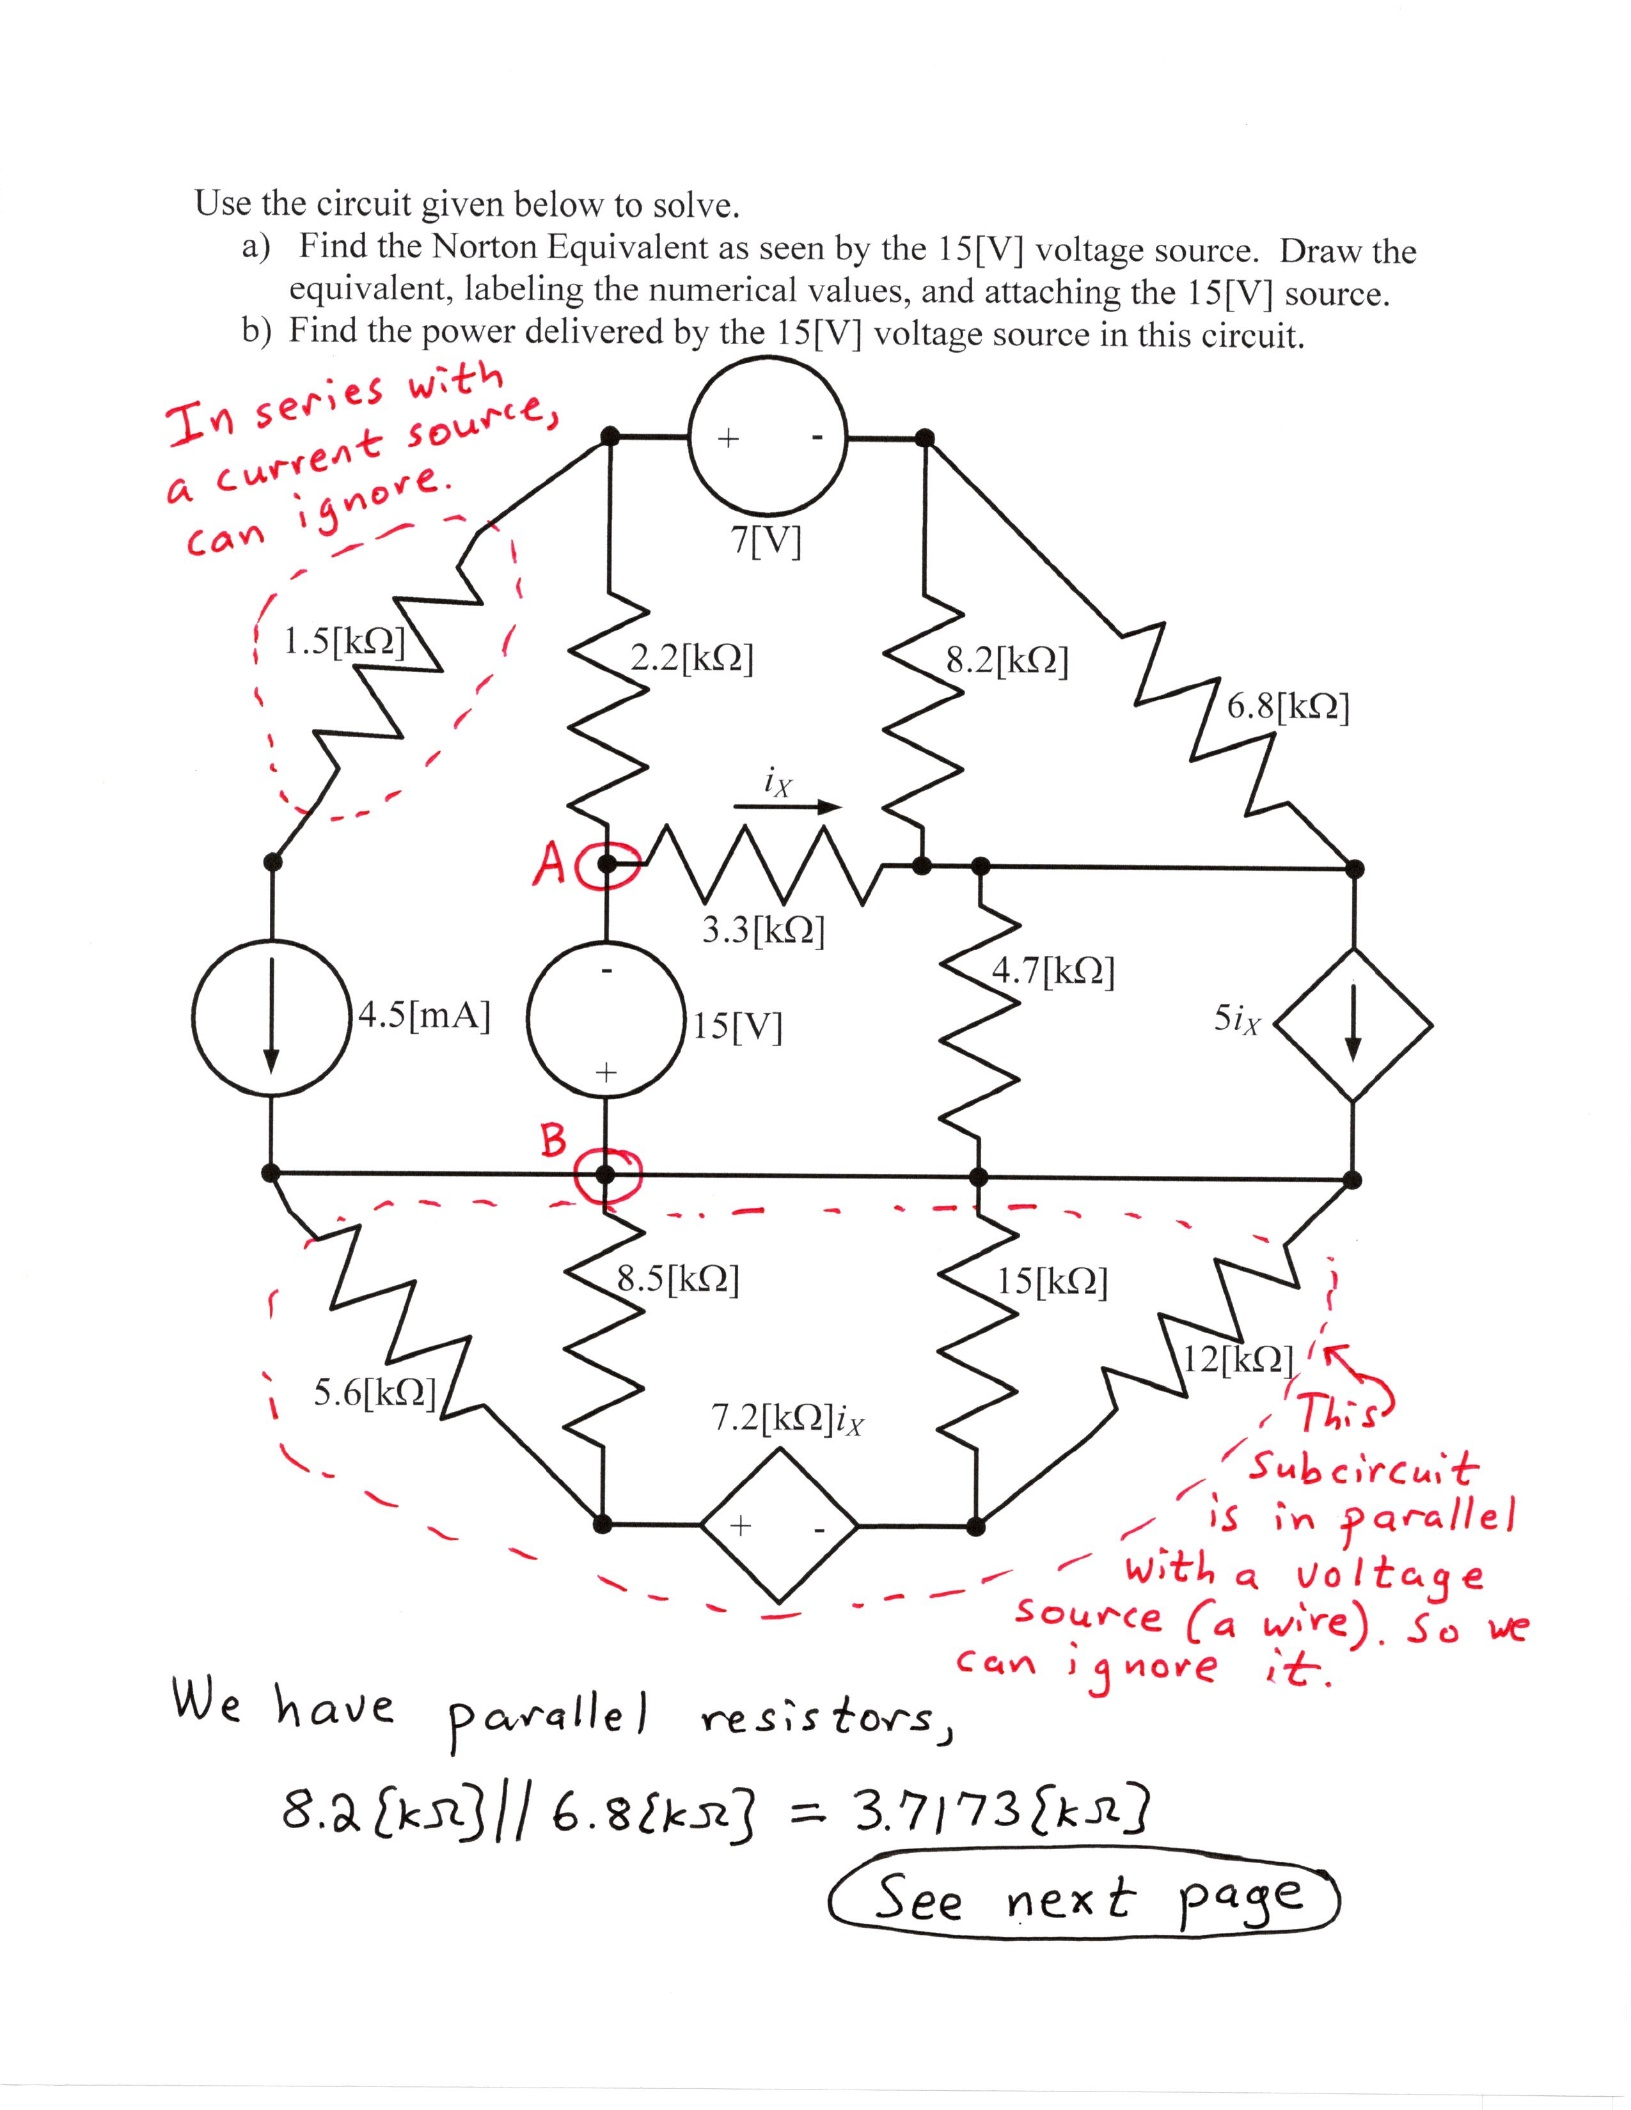 Use the circuit given below to solve.
a) Find the Norton Equivalent as seen by the 15[V] voltage source. Draw the
equivalent, labeling the numerical values, and attaching the 15[V] source.
b) Find the power delivered by the 15[V] voltage source in this circuit.
In series with
a current source,
can ignore.
+ -
7[V]
1.5[kΩ]
2.2[kΩ]
8.2[kΩ]
6.8[kΩ]
iX
A
3.3[kΩ]
-
4.7[kΩ]
4.5[mA]
15[V]
5iX
+
B
8.5[kΩ]
15[kΩ]
12[kΩ]
5.6[kΩ]
7.2[kΩ]iX
+ -
This
subcircuit
is in parallel
with a voltage
source (a wire). So we
can ignore it.
We have parallel resistors,
8.2{kΩ}//6.8{kΩ} = 3.7173{kΩ}
See next page